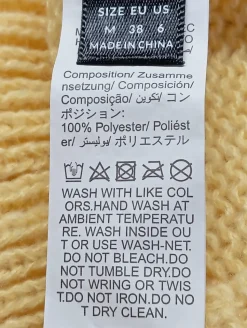 SIZE EU US
M 38 6
MADE IN CHINA
Composition/ Zusamme
nsetzung/ Composición/
Composição/ تكوين/ コン
ポジション:
100% Polyester/ Poliést
er/ بوليستر/ ポリエステル
WASH WITH LIKE COL
ORS.HAND WASH AT
AMBIENT TEMPERATU
RE. WASH INSIDE OU
T OR USE WASH-NET.
DO NOT BLEACH.DO
NOT TUMBLE DRY.DO
NOT WRING OR TWIS
T.DO NOT IRON.DO NO
T DRY CLEAN.